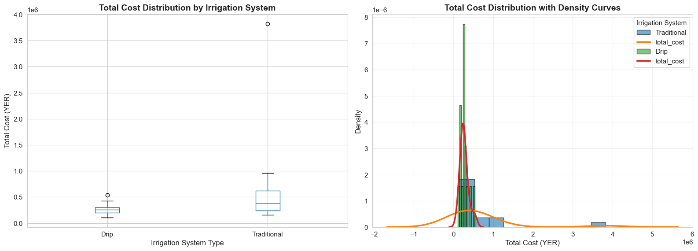 Total Cost Distribution by Irrigation System
1e6
4.0
3.5
3.0
2.5
2.0
1.5
1.0
0.5
0.0
Total Cost (YER)
Drip
Traditional
Irrigation System Type
Total Cost Distribution with Density Curves
1e−6
8
7
6
5
4
3
2
1
0
Density
Irrigation System
Traditional
total_cost
Drip
total_cost
−2 −1 0 1 2 3 4 5 6
1e6
Total Cost (YER)